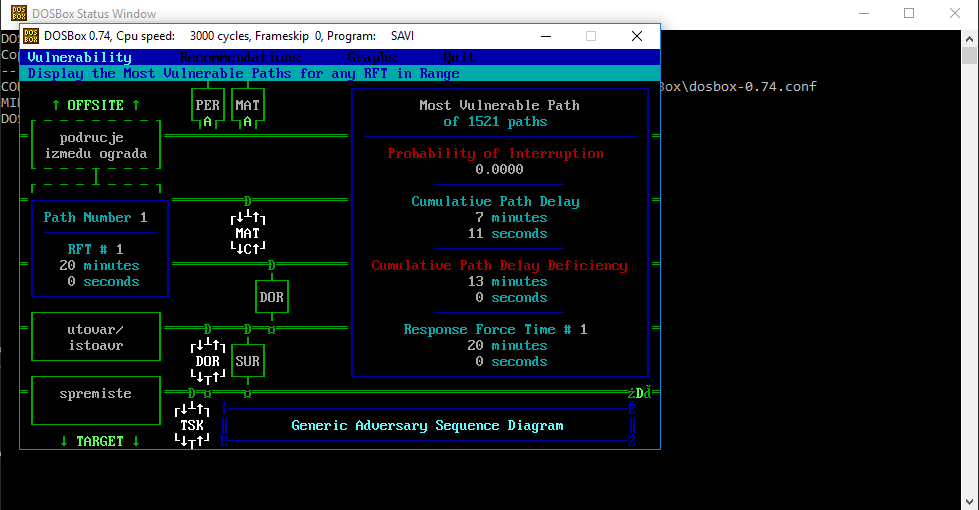 DOSBox Status Window
DOSBox 0.74, Cpu speed: 3000 cycles, Frameskip 0, Program: SAVI
DOS
Co
--
CO
ox\dosbox-0.74.conf
MI
DOS
Vulnerability Recommendations Graphs Quit
Display the Most Vulnerable Paths for any RFT in Range
↑ OFFSITE ↑
PER MAT
A A
podrucje
izmedu ograda
Path Number 1
RFT # 1
20 minutes
0 seconds
D
MAT
C
D
DOR
utovar/
istoavr
D D
DOR SUR
T
spremiste
D
TSK
T
↓ TARGET ↓
Most Vulnerable Path
of 1521 paths
Probability of Interruption
0.0000
Cumulative Path Delay
7 minutes
11 seconds
Cumulative Path Delay Deficiency
13 minutes
0 seconds
Response Force Time # 1
20 minutes
0 seconds
żDď
Generic Adversary Sequence Diagram